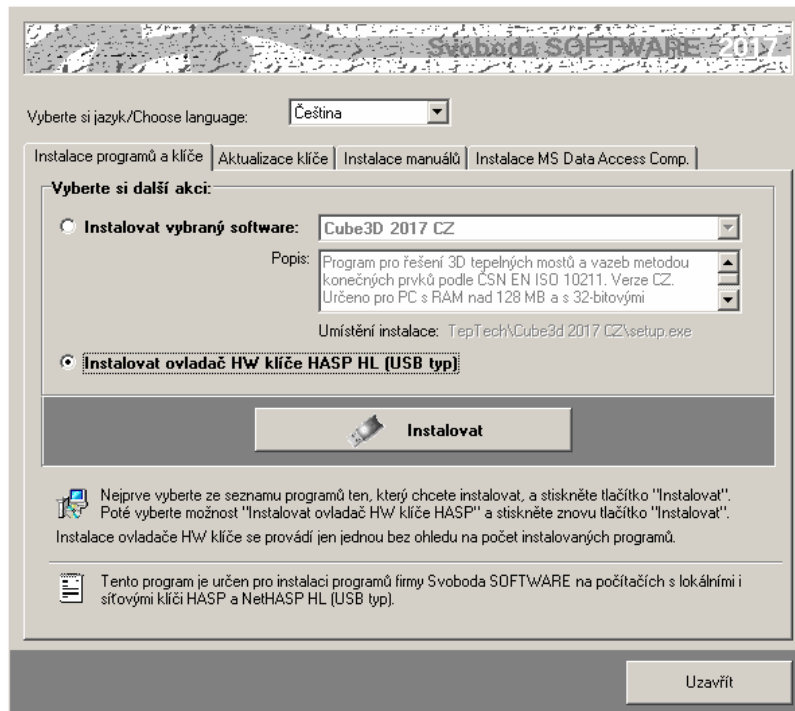 Svoboda SOFTWARE 2017
Vyberte si jazyk/Choose language: Čeština
Instalace programů a klíče Aktualizace klíče Instalace manuálů Instalace MS Data Access Comp.
Vyberte si další akci:
Instalovat vybraný software: Cube3D 2017 CZ
Popis: Program pro řešení 3D tepelných mostů a vazeb metodou
konečných prvků podle ČSN EN ISO 10211. Verze CZ.
Určeno pro PC s RAM nad 128 MB a s 32-bitovými
Umístění instalace: TepTech\Cube3d 2017 CZ\setup.exe
Instalovat ovladač HW klíče HASP HL (USB typ)
Instalovat
Nejprve vyberte ze seznamu programů ten, který chcete instalovat, a stiskněte tlačítko "Instalovat".
Poté vyberte možnost "Instalovat ovladač HW klíče HASP" a stiskněte znovu tlačítko "Instalovat".
Instalace ovladače HW klíče se provádí jen jednou bez ohledu na počet instalovaných programů.
Tento program je určen pro instalaci programů firmy Svoboda SOFTWARE na počítačích s lokálními i
síťovými klíči HASP a NetHASP HL (USB typ).
Uzavřít